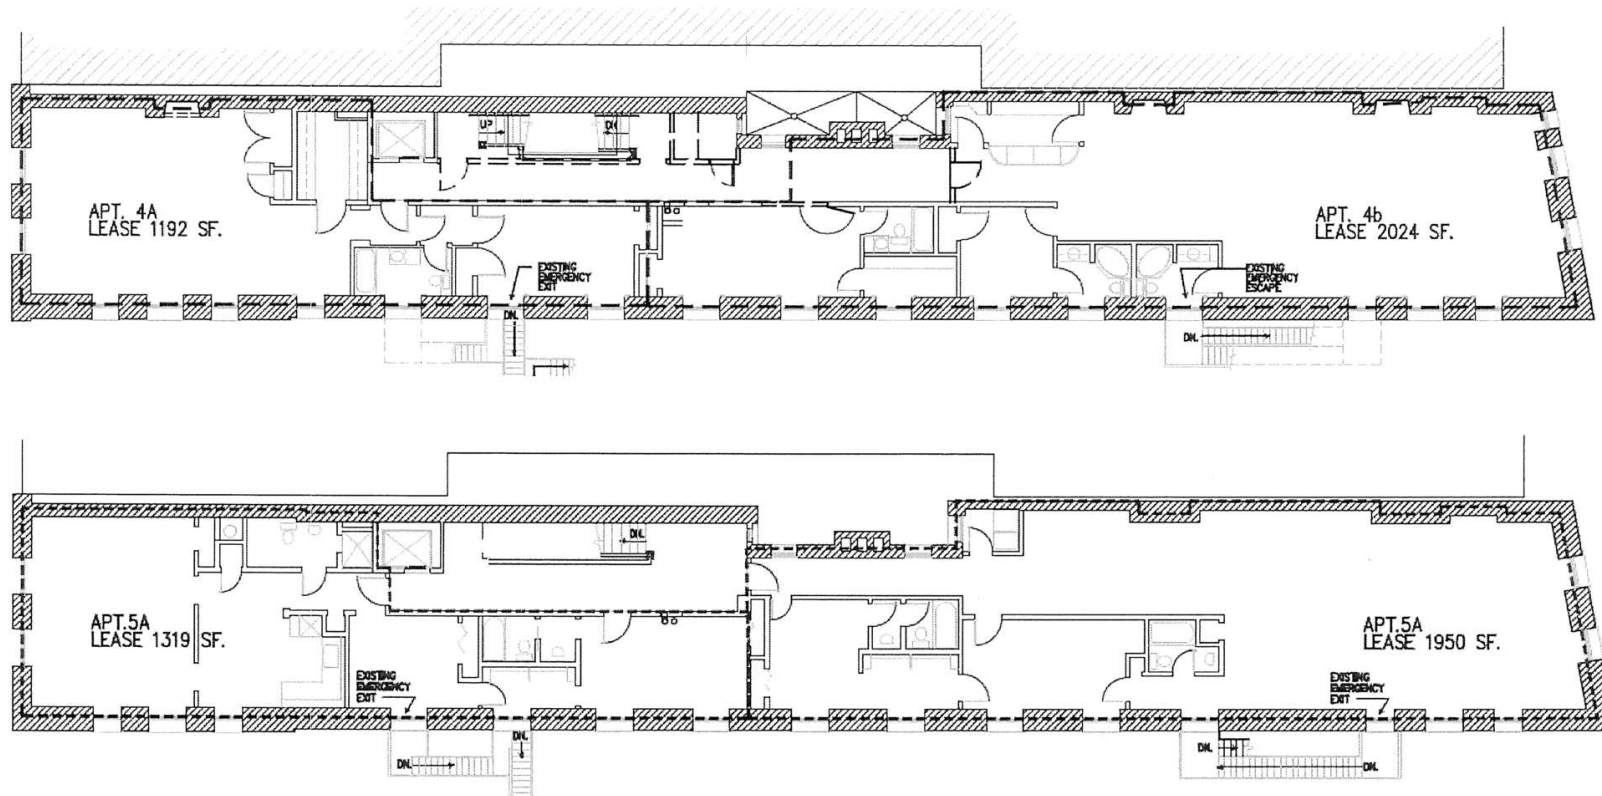 UP
DN.
APT. 4A
LEASE 1192 SF.
APT. 4b
LEASE 2024 SF.
EXISTING
EMERGENCY
EXIT
EXISTING
EMERGENCY
ESCAPE
DN.
DN.
DN.
APT.5A
LEASE 1319 SF.
APT.5A
LEASE 1950 SF.
EXISTING
EMERGENCY
EXIT
EXISTING
EMERGENCY
EXIT
DN.
DN.
DN.
DN.